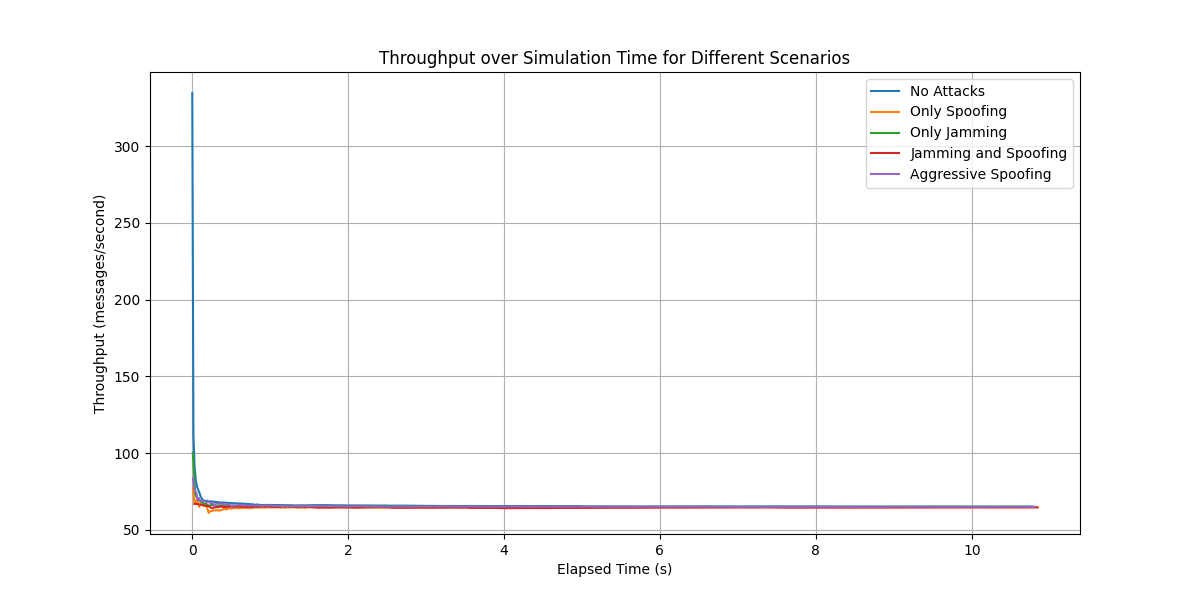 Throughput over Simulation Time for Different Scenarios
No Attacks
Only Spoofing
Only Jamming
Jamming and Spoofing
Aggressive Spoofing
Throughput (messages/second)
300
250
200
150
100
50
0 2 4 6 8 10
Elapsed Time (s)